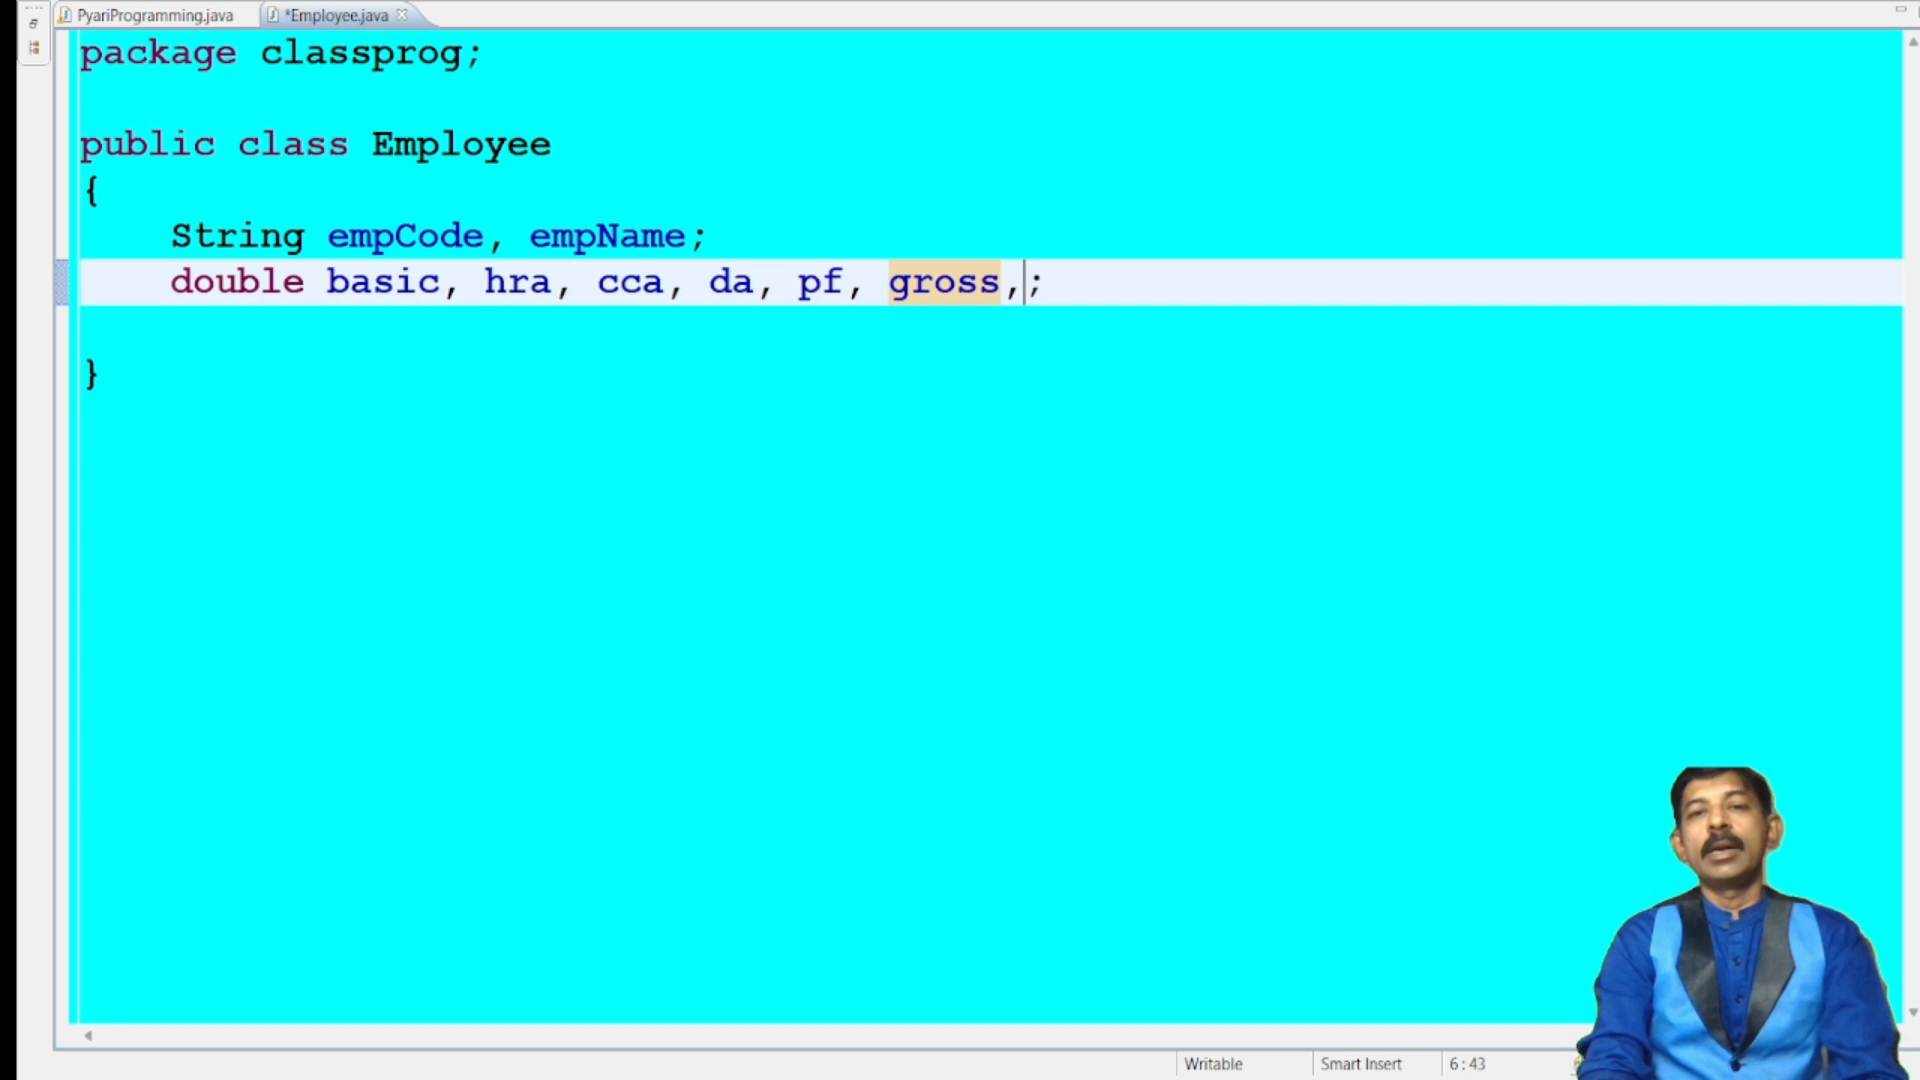 PyariProgramming.java *Employee.java
package classprog;
public class Employee
{
String empCode, empName;
double basic, hra, cca, da, pf, gross,;
}
Writable Smart Insert 6:43